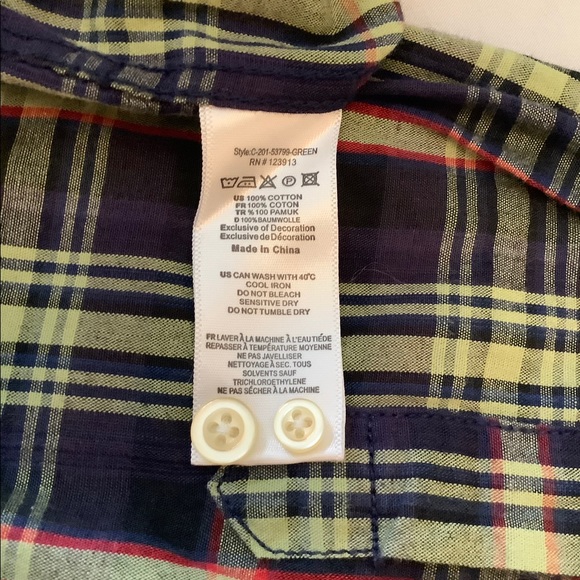 Style:C-201-53799-GREEN
RN # 123913
US 100% COTTON
FR 100% COTON
TR %100 PAMUK
D 100%BAUMWOLLE
Exclusive of Decoration
Exclusive de Décoration
Made in China
US CAN WASH WITH 40°C
COOL IRON
DO NOT BLEACH
SENSITIVE DRY
DO NOT TUMBLE DRY
FR LAVER À LA MACHINE À L'EAUTIÉDE
REPASSER À TEMPÉRATURE MOYENNE
NE PAS JAVELLISER
NETTOYAGE À SEC. TOUS
SOLVENTS SAUF
TRICHLOROETHYLENE
NE PAS SÉCHER À LA MACHINE